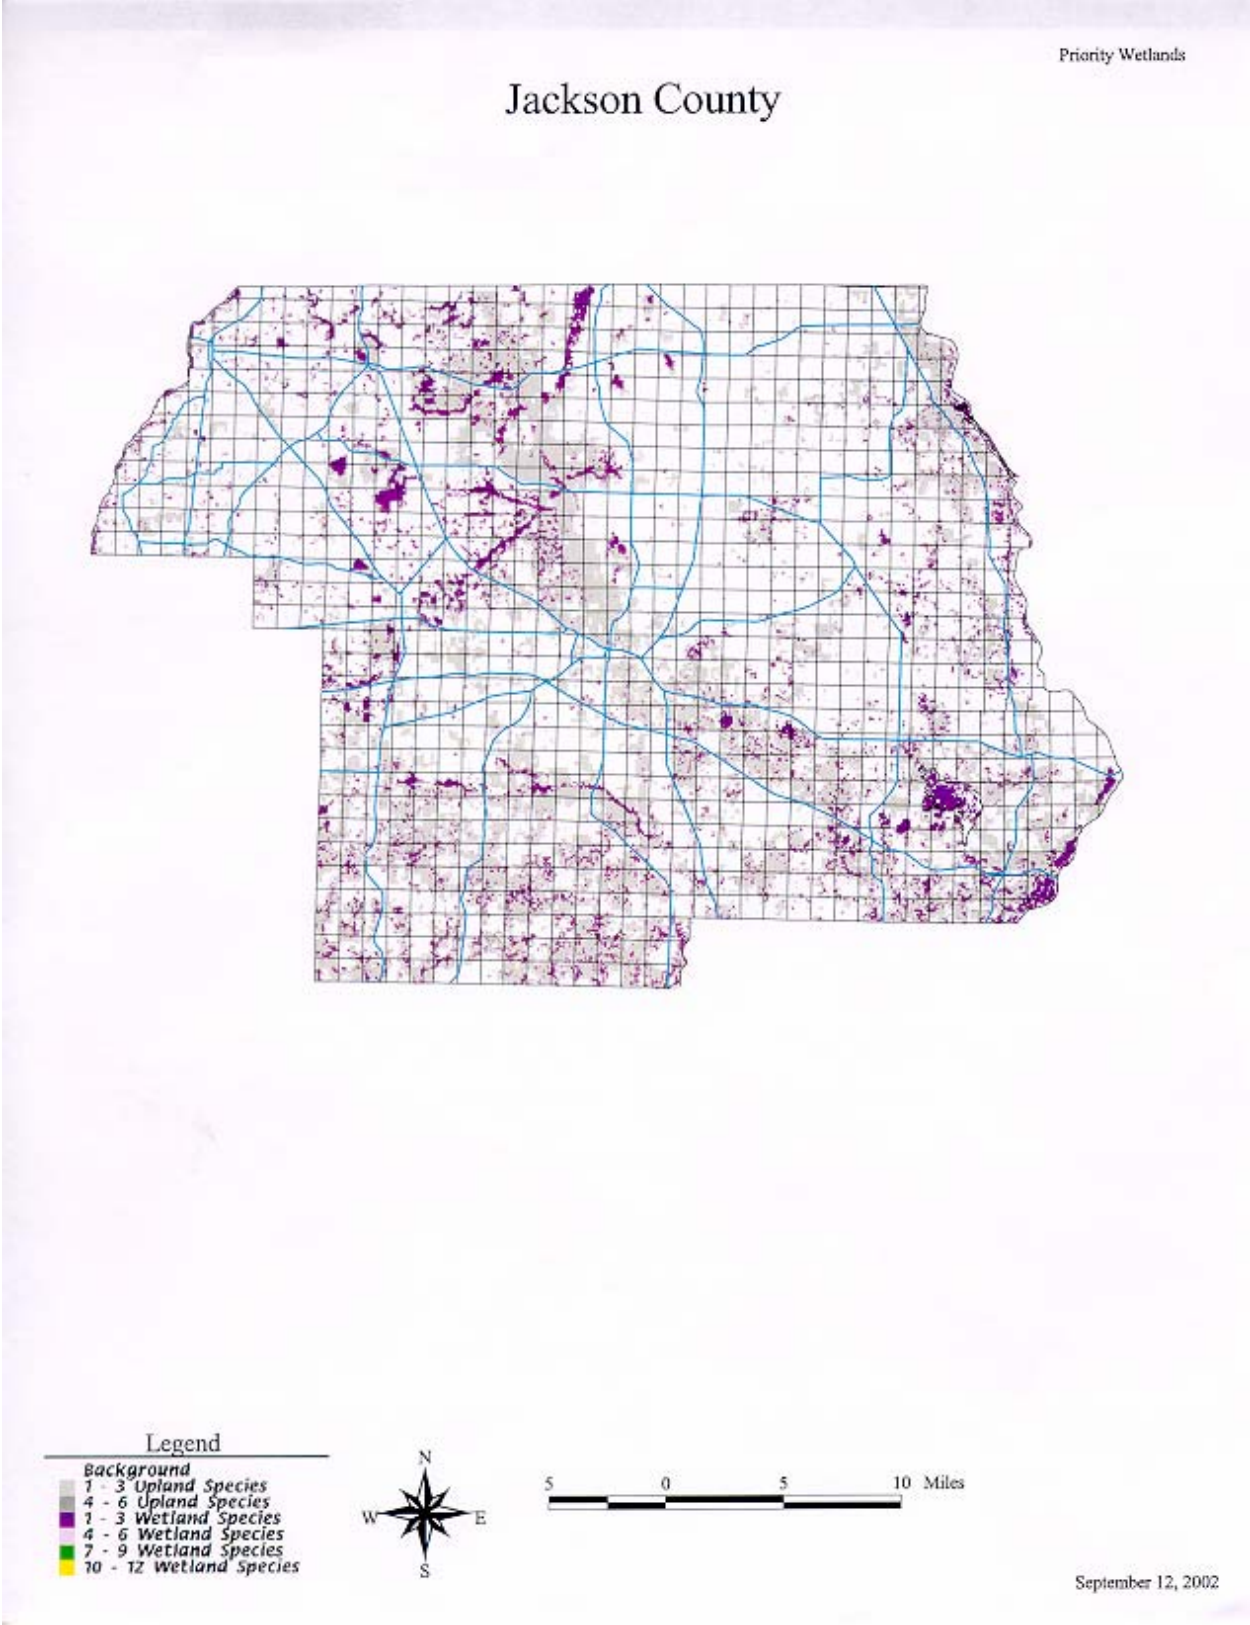 Priority Wetlands
Jackson County
Legend
Background
1 - 3 Upland Species
4 - 6 Upland Species
1 - 3 Wetland Species
4 - 6 Wetland Species
7 - 9 Wetland Species
10 - 12 Wetland Species
N
W E
S
5 0 5 10 Miles
September 12, 2002